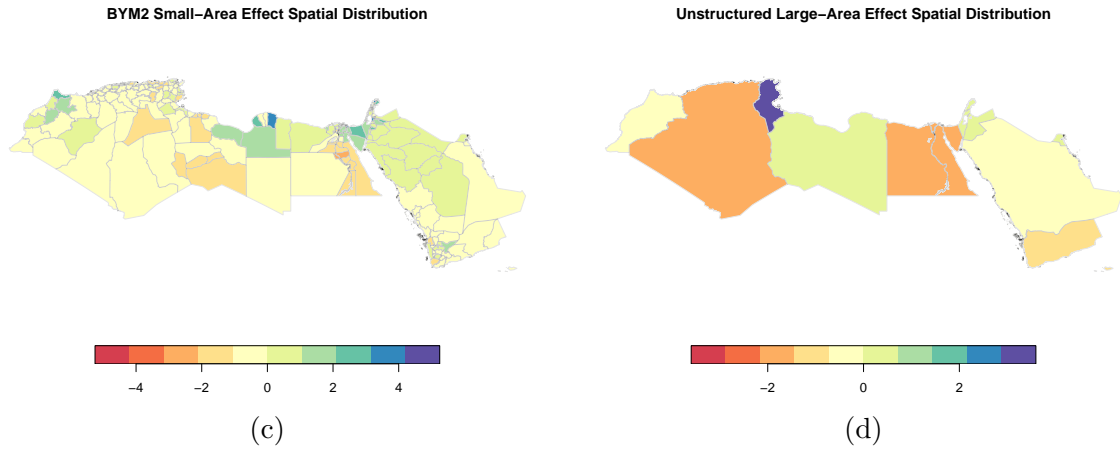 BYM2 Small−Area Effect Spatial Distribution
Unstructured Large−Area Effect Spatial Distribution
−4 −2 0 2 4
−2 0 2
(c)
(d)